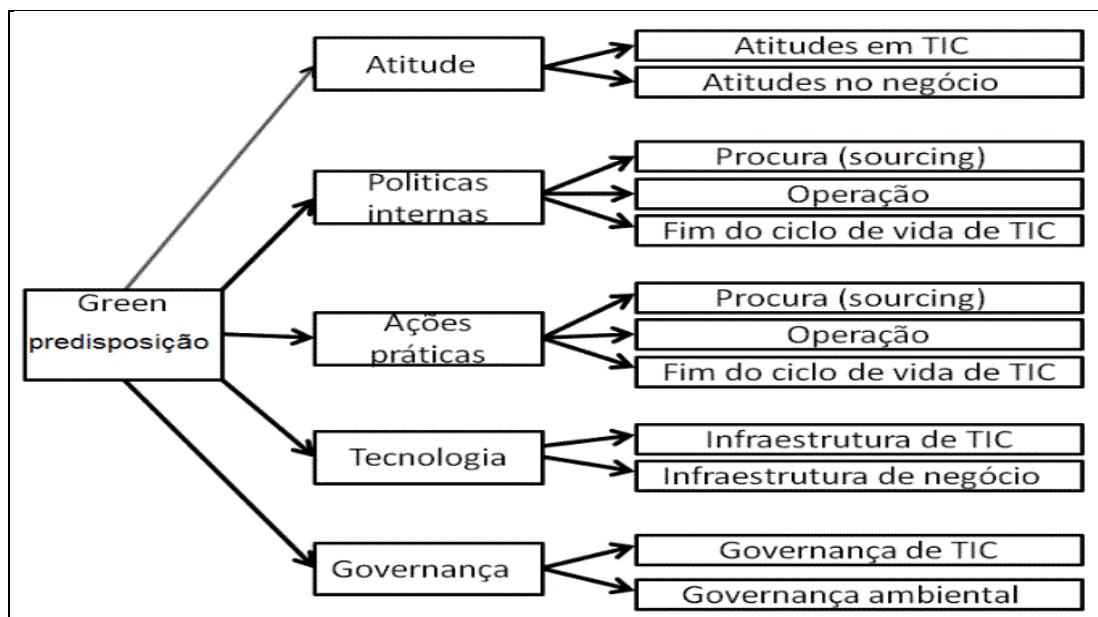 Green
predisposição
Atitude
Atitudes em TIC
Atitudes no negócio
Politicas
internas
Procura (sourcing)
Operação
Fim do ciclo de vida de TIC
Ações
práticas
Procura (sourcing)
Operação
Fim do ciclo de vida de TIC
Tecnologia
Infraestrutura de TIC
Infraestrutura de negócio
Governança
Governança de TIC
Governança ambiental